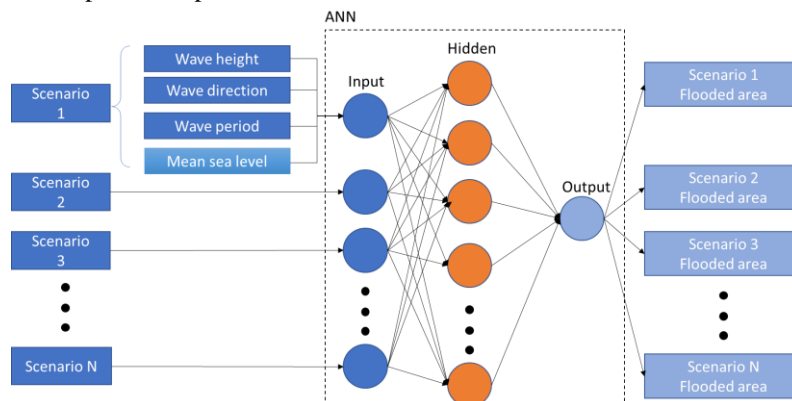 ANN
Hidden
Input
Output
Scenario
1
Wave height
Wave direction
Wave period
Mean sea level
Scenario
2
Scenario
3
Scenario N
Scenario 1
Flooded area
Scenario 2
Flooded area
Scenario 3
Flooded area
Scenario N
Flooded area